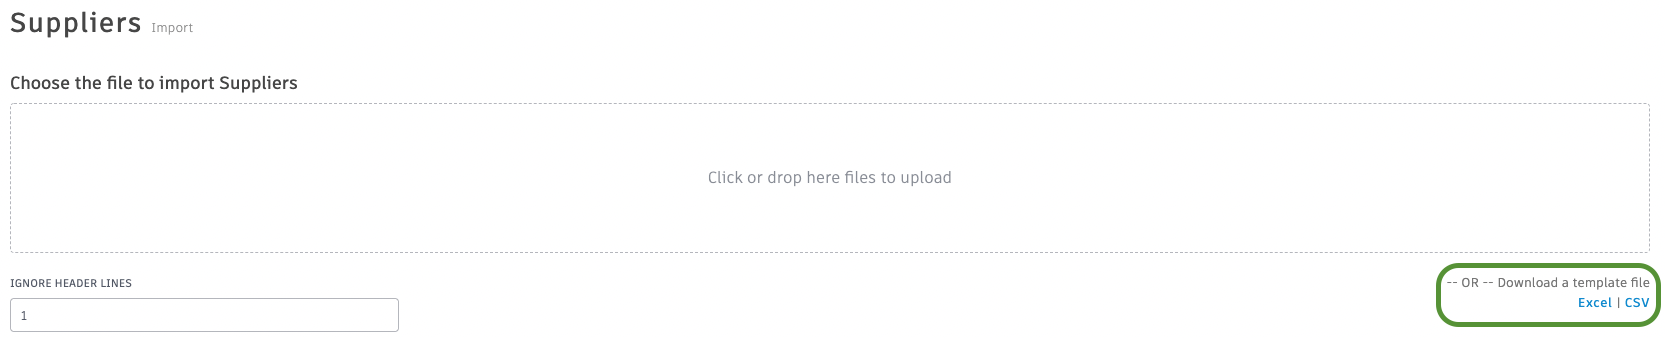 Suppliers Import
Choose the file to import Suppliers
Click or drop here files to upload
IGNORE HEADER LINES
1
-- OR -- Download a template file
Excel | CSV